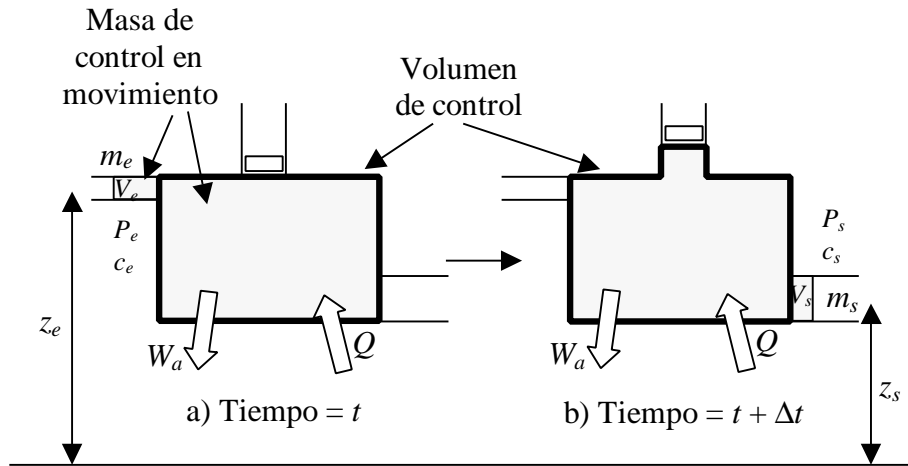 Masa de
control en
movimiento
Volumen
de control
m_e
V_e
P_e
c_e
z_e
W_a
Q
a) Tiempo = t
P_s
c_s
V_s
m_s
z_s
W_a
Q
b) Tiempo = t + Δt